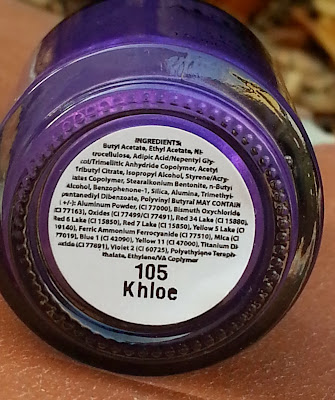 INGREDIENTS:
Butyl Acetate, Ethyl Acetate, Ni-
trocellulose, Adipic Acid/Nepentyl Gly-
col/Trimelitic Anhydride Copolymer, Acetyl
Tributyl Citrate, Isopropyl Alcohol, Styrene/Acry-
lates Copolymer, Stearalkonium Bentonite, n-Butyl
Alcohol, Benzophenone-1, Silica, Alumina, Trimethyl-
pentanediyl Dibenzoate, Polyvinyl Butyral MAY CONTAIN
( +/-): Aluminum Powder, (CI 77000), Bismuth Oxychloride
(CI 77163), Oxides (CI 77499/CI 77491), Red 34 Lake (CI 15880),
Red 6 Lake (CI 15850), Red 7 Lake (CI 15850), Yellow 5 Lake (CI
19140), Ferric Ammonium Ferrocyanide (CI 77510), Mica (CI
77019), Blue 1 (CI 42090), Yellow 11 (CI 47000), Titanium Di-
oxide (CI 77891), Violet 2 (CI 60725), Polyethylene Tereph-
thalate, Ethylene/VA Coplymer
105
Khloe